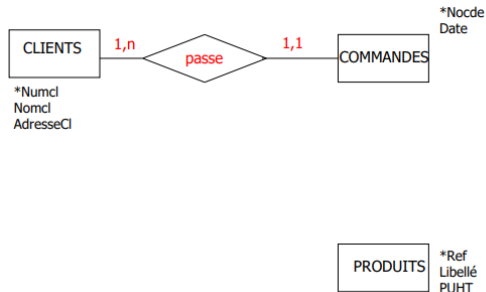 *Nocde
Date
CLIENTS
1,n
passe
1,1
COMMANDES
*Numcl
Nomcl
AdresseCl
PRODUITS
*Ref
Libellé
PUHT